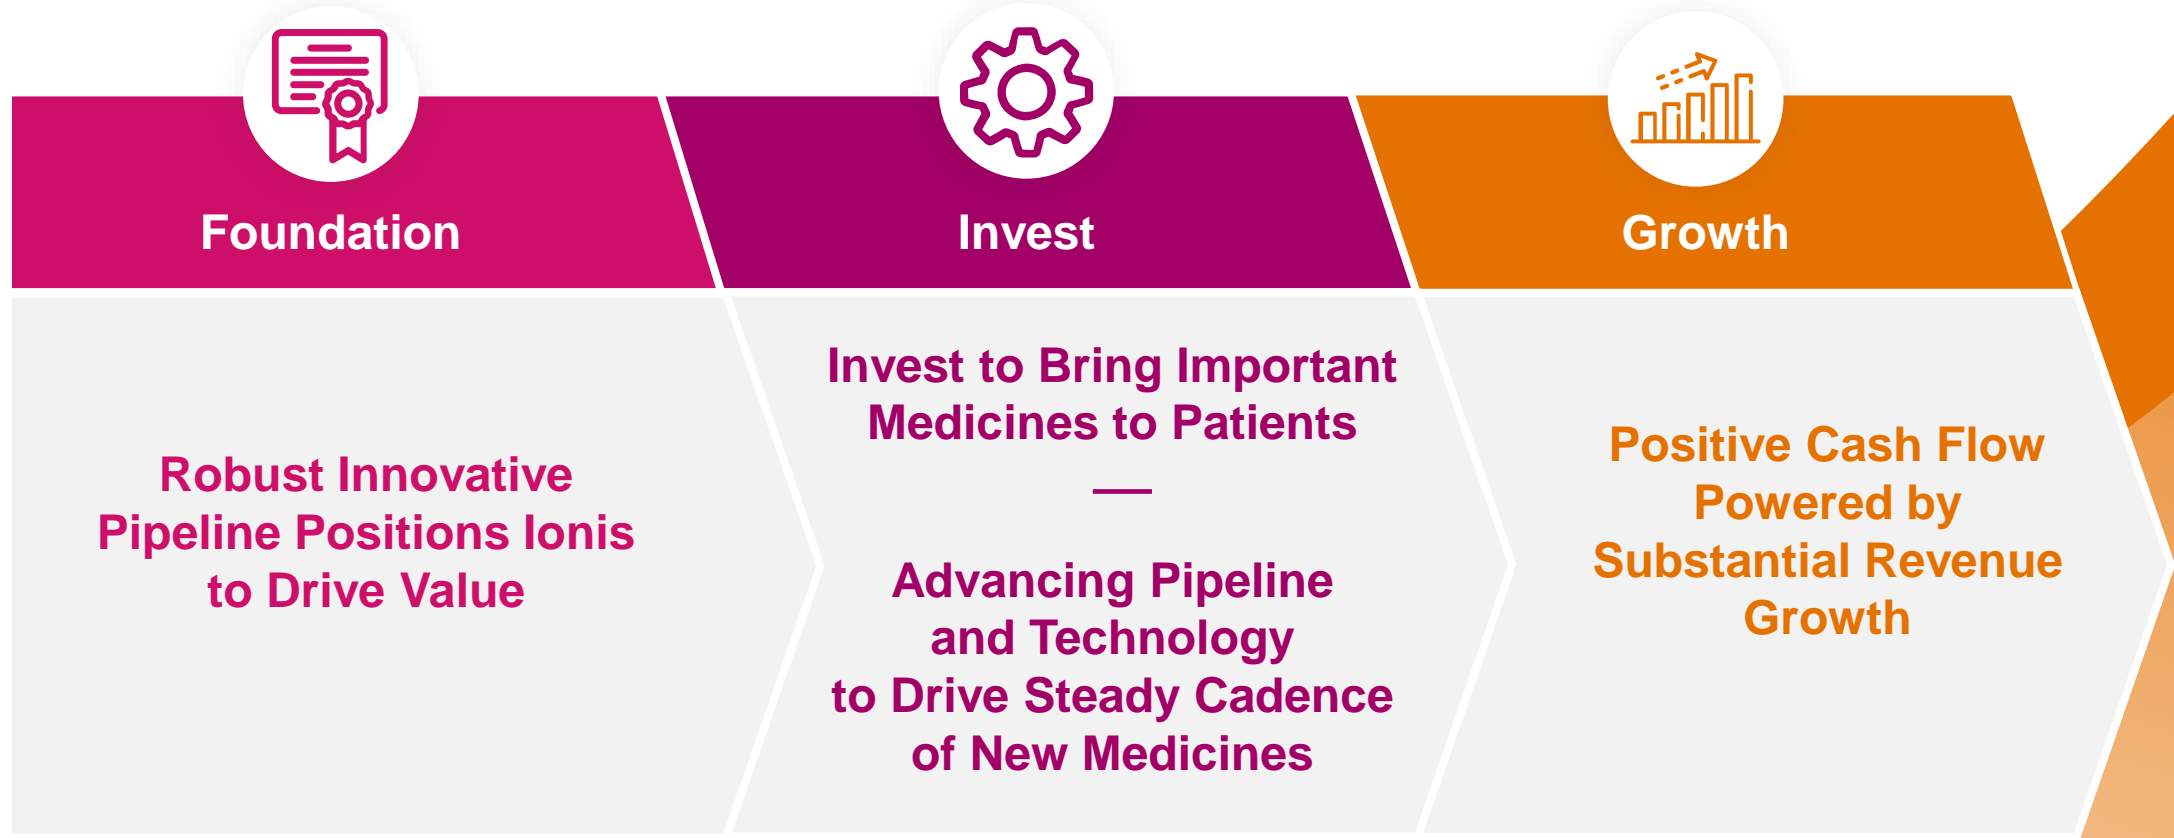 Foundation
Robust Innovative
Pipeline Positions Ionis
to Drive Value
Invest
Invest to Bring Important
Medicines to Patients
Advancing Pipeline
and Technology
to Drive Steady Cadence
of New Medicines
Growth
Positive Cash Flow
Powered by
Substantial Revenue
Growth